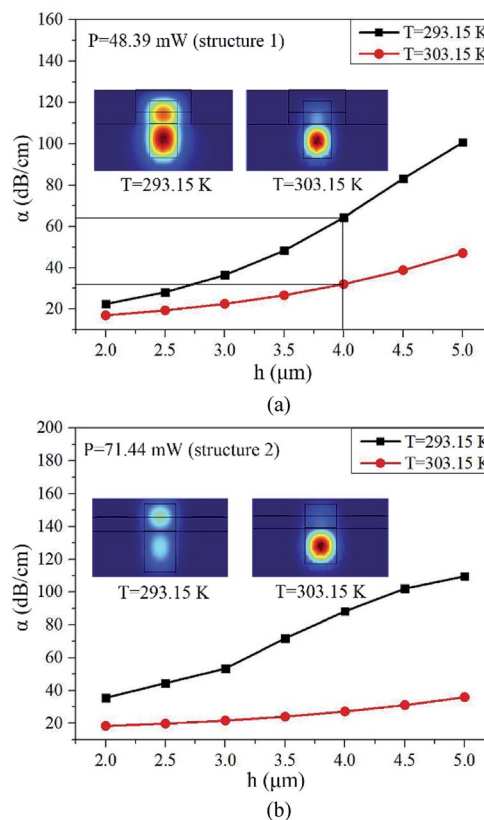 P=48.39 mW (structure 1)
T=293.15 K
T=303.15 K
T=293.15 K
T=303.15 K
160
140
120
100
80
60
40
20
α (dB/cm)
2.0 2.5 3.0 3.5 4.0 4.5 5.0
h (μm)
(a)
P=71.44 mW (structure 2)
T=293.15 K
T=303.15 K
T=293.15 K
T=303.15 K
200
180
160
140
120
100
80
60
40
20
α (dB/cm)
2.0 2.5 3.0 3.5 4.0 4.5 5.0
h (μm)
(b)